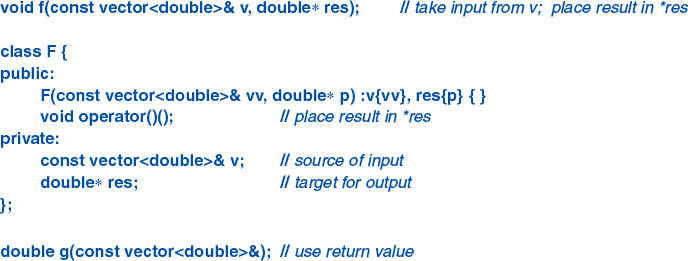 void f(const vector<double>& v, double∗ res); // take input from v; place result in *res
class F {
public:
F(const vector<double>& vv, double∗ p) :v{vv}, res{p} { }
void operator()(); // place result in *res
private:
const vector<double>& v; // source of input
double∗ res; // target for output
};
double g(const vector<double>&); // use return value